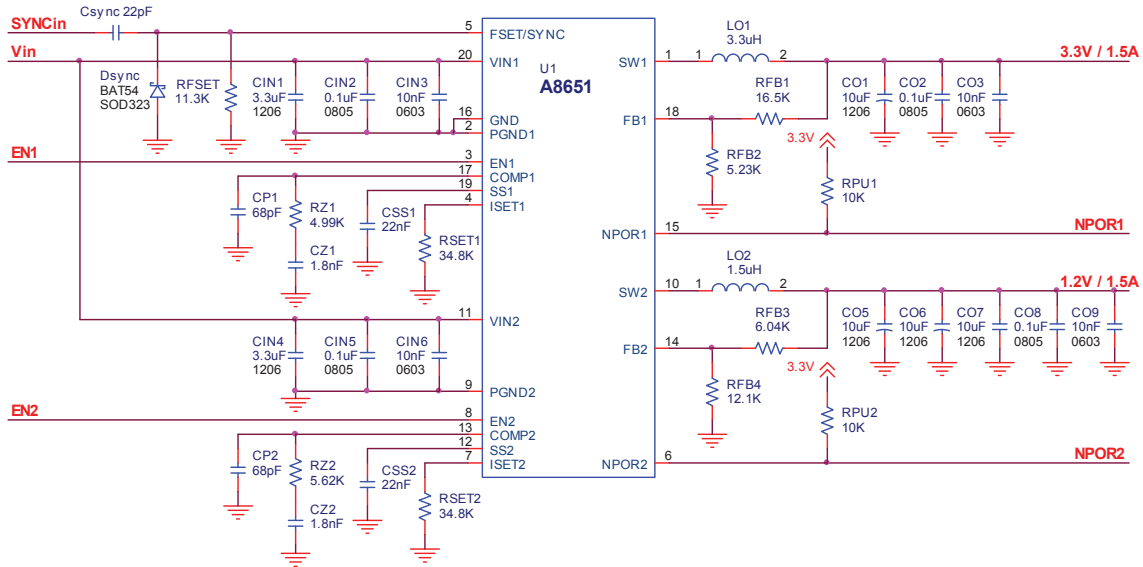 Csync 22pF
SYNCin
5
FSET/SYNC
Vin
20
VIN1
Dsync
BAT54
SOD323
RFSET
11.3K
CIN1
3.3uF
1206
CIN2
0.1uF
0805
CIN3
10nF
0603
U1
A8651
16
GND
2
PGND1
EN1
3
EN1
17
COMP1
19
SS1
4
ISET1
CP1
68pF
RZ1
4.99K
CZ1
1.8nF
CSS1
22nF
RSET1
34.8K
11
VIN2
CIN4
3.3uF
1206
CIN5
0.1uF
0805
CIN6
10nF
0603
9
PGND2
EN2
8
EN2
13
COMP2
12
SS2
7
ISET2
CP2
68pF
RZ2
5.62K
CZ2
1.8nF
CSS2
22nF
RSET2
34.8K
SW1
1
LO1
3.3uH
1
2
3.3V / 1.5A
FB1
18
RFB1
16.5K
RFB2
5.23K
CO1
10uF
1206
CO2
0.1uF
0805
CO3
10nF
0603
3.3V
RPU1
10K
NPOR1
15
NPOR1
SW2
10
LO2
1.5uH
1
2
1.2V / 1.5A
FB2
14
RFB3
6.04K
RFB4
12.1K
CO5
10uF
1206
CO6
10uF
1206
CO7
10uF
1206
CO8
0.1uF
0805
CO9
10nF
0603
3.3V
RPU2
10K
NPOR2
6
NPOR2